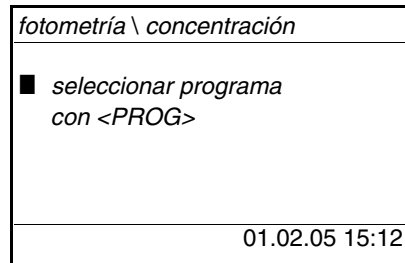 fotometría \ concentración
seleccionar programa
con <PROG>
01.02.05 15:12